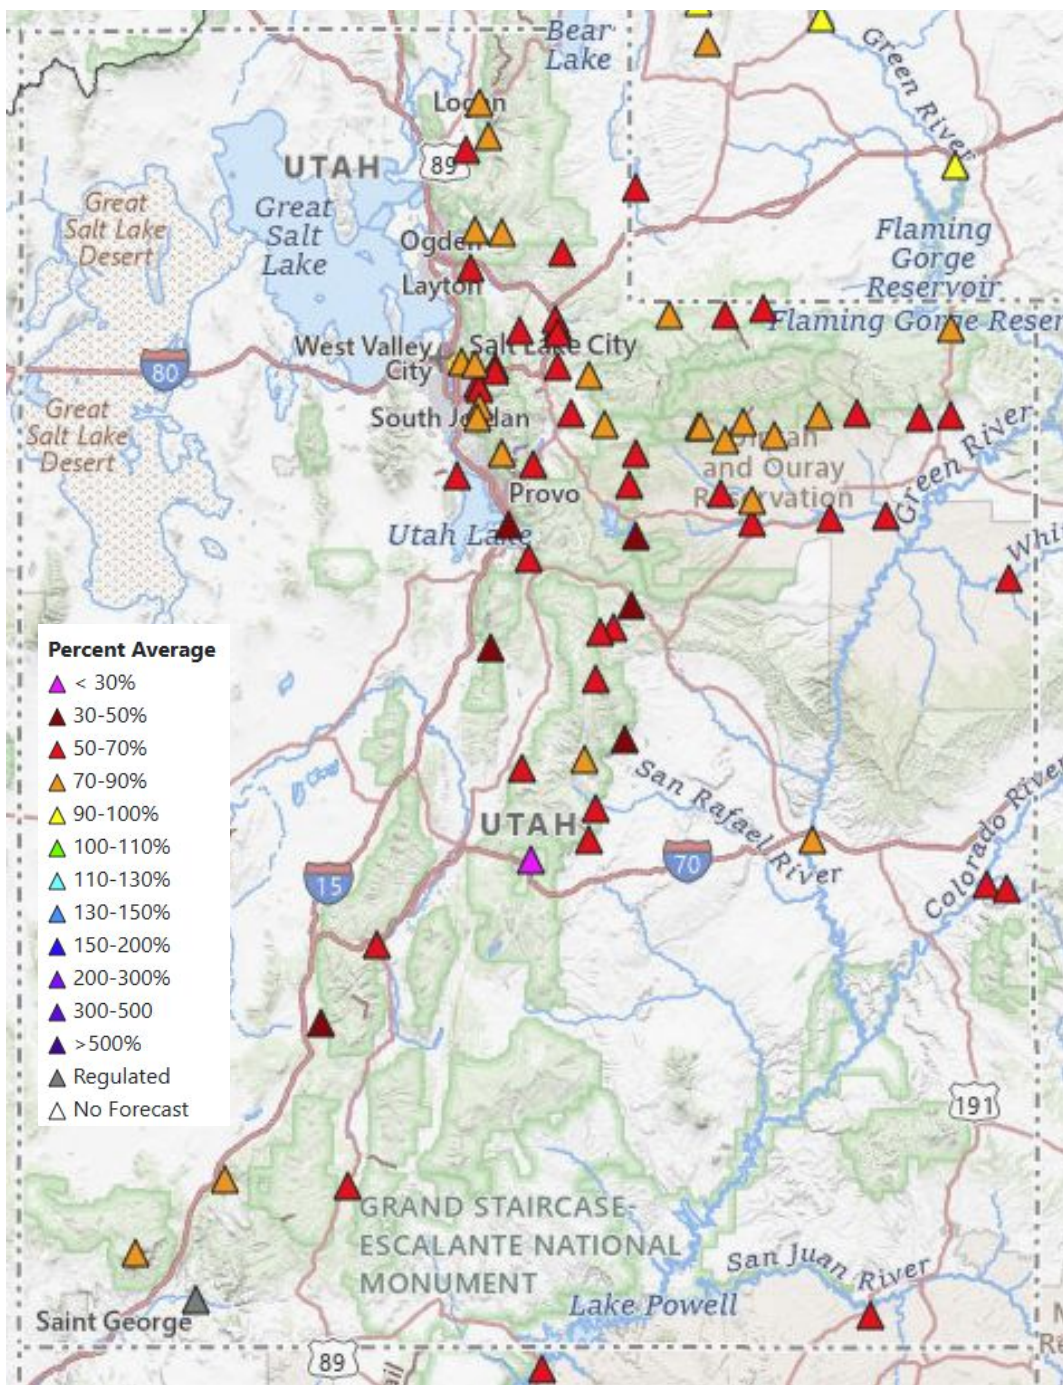 Bear
Lake
Green River
Logan
UTAH
89
Great
Salt Lake
Desert
Great
Salt
Lake
Ogden
Layton
Flaming
Gorge
Reservoir
Flaming Gorge Reser
West Valley
City
Salt Lake City
80
Great
Salt Lake
Desert
South Jordan
and Ouray
Reservation
Green River
Provo
Utah Lake
Whi
Percent Average
< 30%
30-50%
50-70%
70-90%
90-100%
100-110%
110-130%
130-150%
150-200%
200-300%
300-500
>500%
Regulated
No Forecast
San Rafael River
UTAH
70
15
Colorado River
191
GRAND STAIRCASE-
ESCALANTE NATIONAL
MONUMENT
San Juan River
Lake Powell
Saint George
89
Re